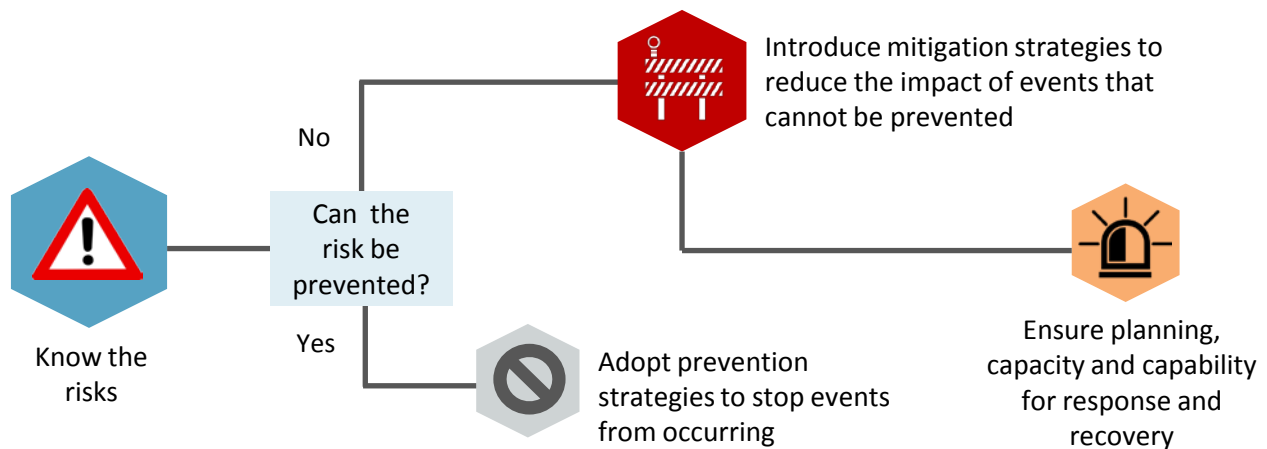 Introduce mitigation strategies to
reduce the impact of events that
cannot be prevented
No
Can the
risk be
prevented?
Yes
Know the
risks
Adopt prevention
strategies to stop events
from occurring
Ensure planning,
capacity and capability
for response and
recovery